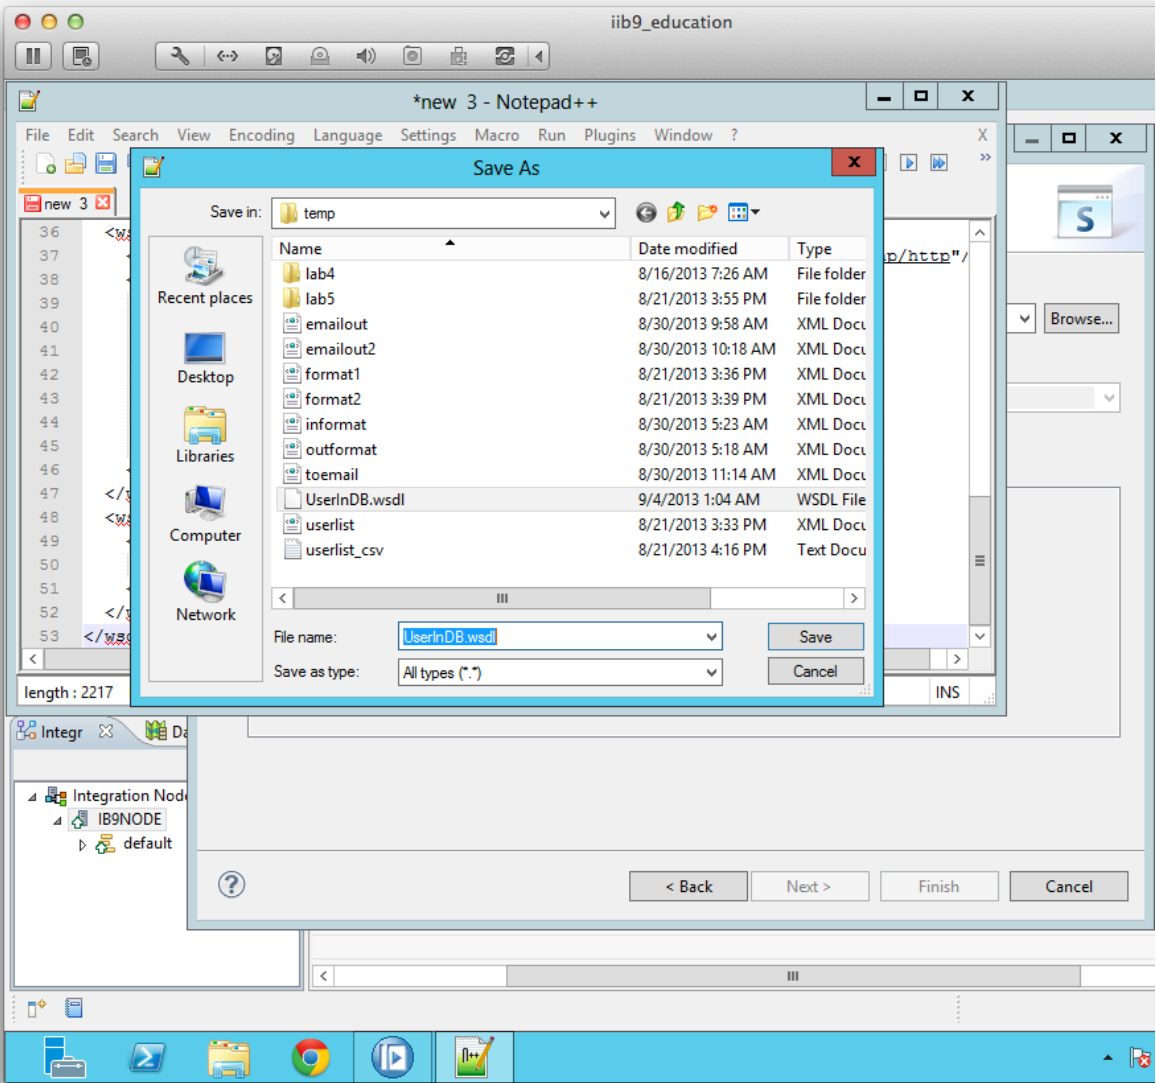 iib9_education
*new 3 - Notepad++
File Edit Search View Encoding Language Settings Macro Run Plugins Window ? X
Save As
new 3
Save in: temp
Name Date modified Type
lab4 8/16/2013 7:26 AM File folder
lab5 8/21/2013 3:55 PM File folder
emailout 8/30/2013 9:58 AM XML Docu
emailout2 8/30/2013 10:18 AM XML Docu
format1 8/21/2013 3:36 PM XML Docu
format2 8/21/2013 3:39 PM XML Docu
informat 8/30/2013 5:23 AM XML Docu
outformat 8/30/2013 5:18 AM XML Docu
toemail 8/30/2013 11:14 AM XML Docu
UserInDB.wsdl 9/4/2013 1:04 AM WSDL File
userlist 8/21/2013 3:33 PM XML Docu
userlist_csv 8/21/2013 4:16 PM Text Docu
Recent places
Desktop
Libraries
Computer
Network
File name: UserInDB.wsdl Save
Save as type: All types (*.*) Cancel
36 <ws
37 p/http"/
38
39
40
41
42
43
44
45
46
47 </
48 <ws
49
50
51
52 </
53 </wsd
length : 2217 INS
S
Browse...
Integr Da
Integration Node
IB9NODE
default
? < Back Next > Finish Cancel
n++